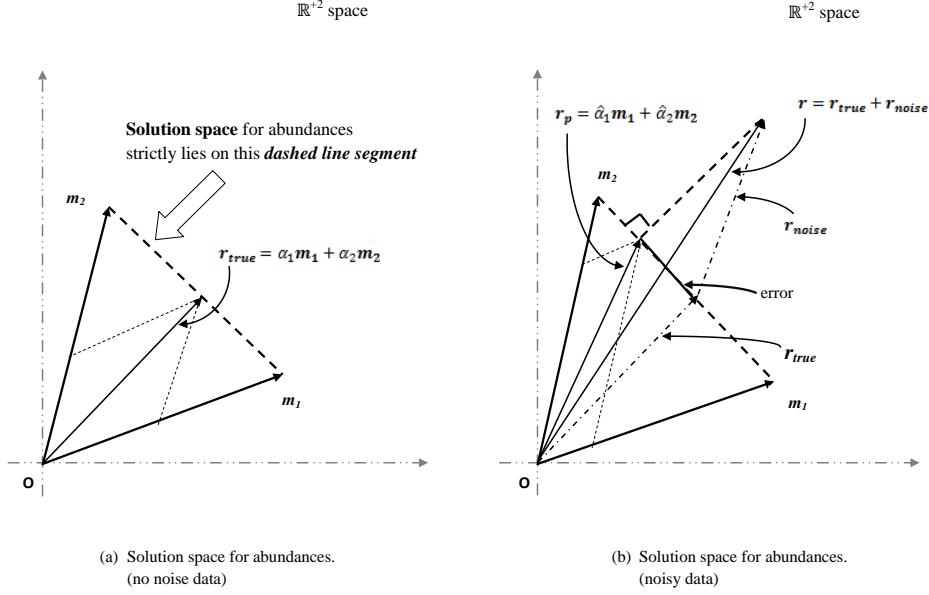 ℝ⁺² space
Solution space for abundances
strictly lies on this dashed line segment
m₂
r_true = α₁m₁ + α₂m₂
m₁
O
(a) Solution space for abundances.
(no noise data)
ℝ⁺² space
r_p = α̂₁m₁ + α̂₂m₂
r = r_true + r_noise
m₂
r_noise
error
r_true
m₁
O
(b) Solution space for abundances.
(noisy data)